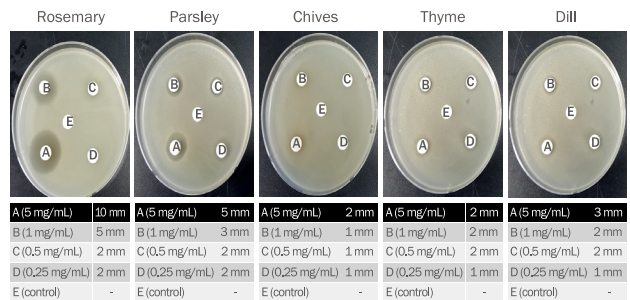 Rosemary Parsley Chives Thyme Dill
B C B C B C B C B C
E E E E E
A D A D A D A D A D
A (5 mg/mL) 10 mm A (5 mg/mL) 5 mm A (5 mg/mL) 2 mm A (5 mg/mL) 2 mm A (5 mg/mL) 3 mm
B (1 mg/mL) 5 mm B (1 mg/mL) 3 mm B (1 mg/mL) 1 mm B (1 mg/mL) 2 mm B (1 mg/mL) 2 mm
C (0.5 mg/mL) 2 mm C (0.5 mg/mL) 2 mm C (0.5 mg/mL) 1 mm C (0.5 mg/mL) 2 mm C (0.5 mg/mL) 2 mm
D (0.25 mg/mL) 2 mm D (0.25 mg/mL) 2 mm D (0.25 mg/mL) 1 mm D (0.25 mg/mL) 1 mm D (0.25 mg/mL) 1 mm
E (control) - E (control) - E (control) - E (control) - E (control) -